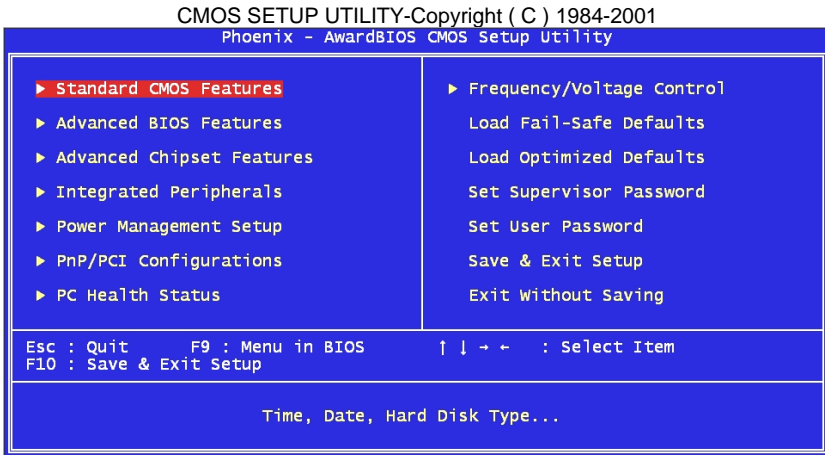 CMOS SETUP UTILITY-Copyright ( C ) 1984-2001
Phoenix - AwardBIOS CMOS Setup Utility
▶ Standard CMOS Features
▶ Advanced BIOS Features
▶ Advanced Chipset Features
▶ Integrated Peripherals
▶ Power Management Setup
▶ PnP/PCI Configurations
▶ PC Health Status
▶ Frequency/Voltage Control
Load Fail-Safe Defaults
Load Optimized Defaults
Set Supervisor Password
Set User Password
Save & Exit Setup
Exit Without Saving
Esc : Quit F9 : Menu in BIOS ↑ ↓ → ← : Select Item
F10 : Save & Exit Setup
Time, Date, Hard Disk Type...